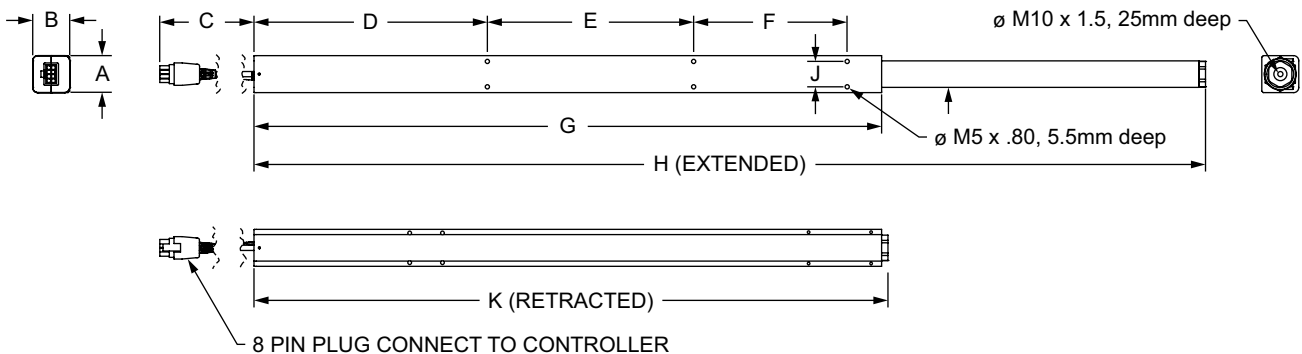 B
C
D
E
F
ø M10 x 1.5, 25mm deep
A
J
G
ø M5 x .80, 5.5mm deep
H (EXTENDED)
K (RETRACTED)
8 PIN PLUG CONNECT TO CONTROLLER